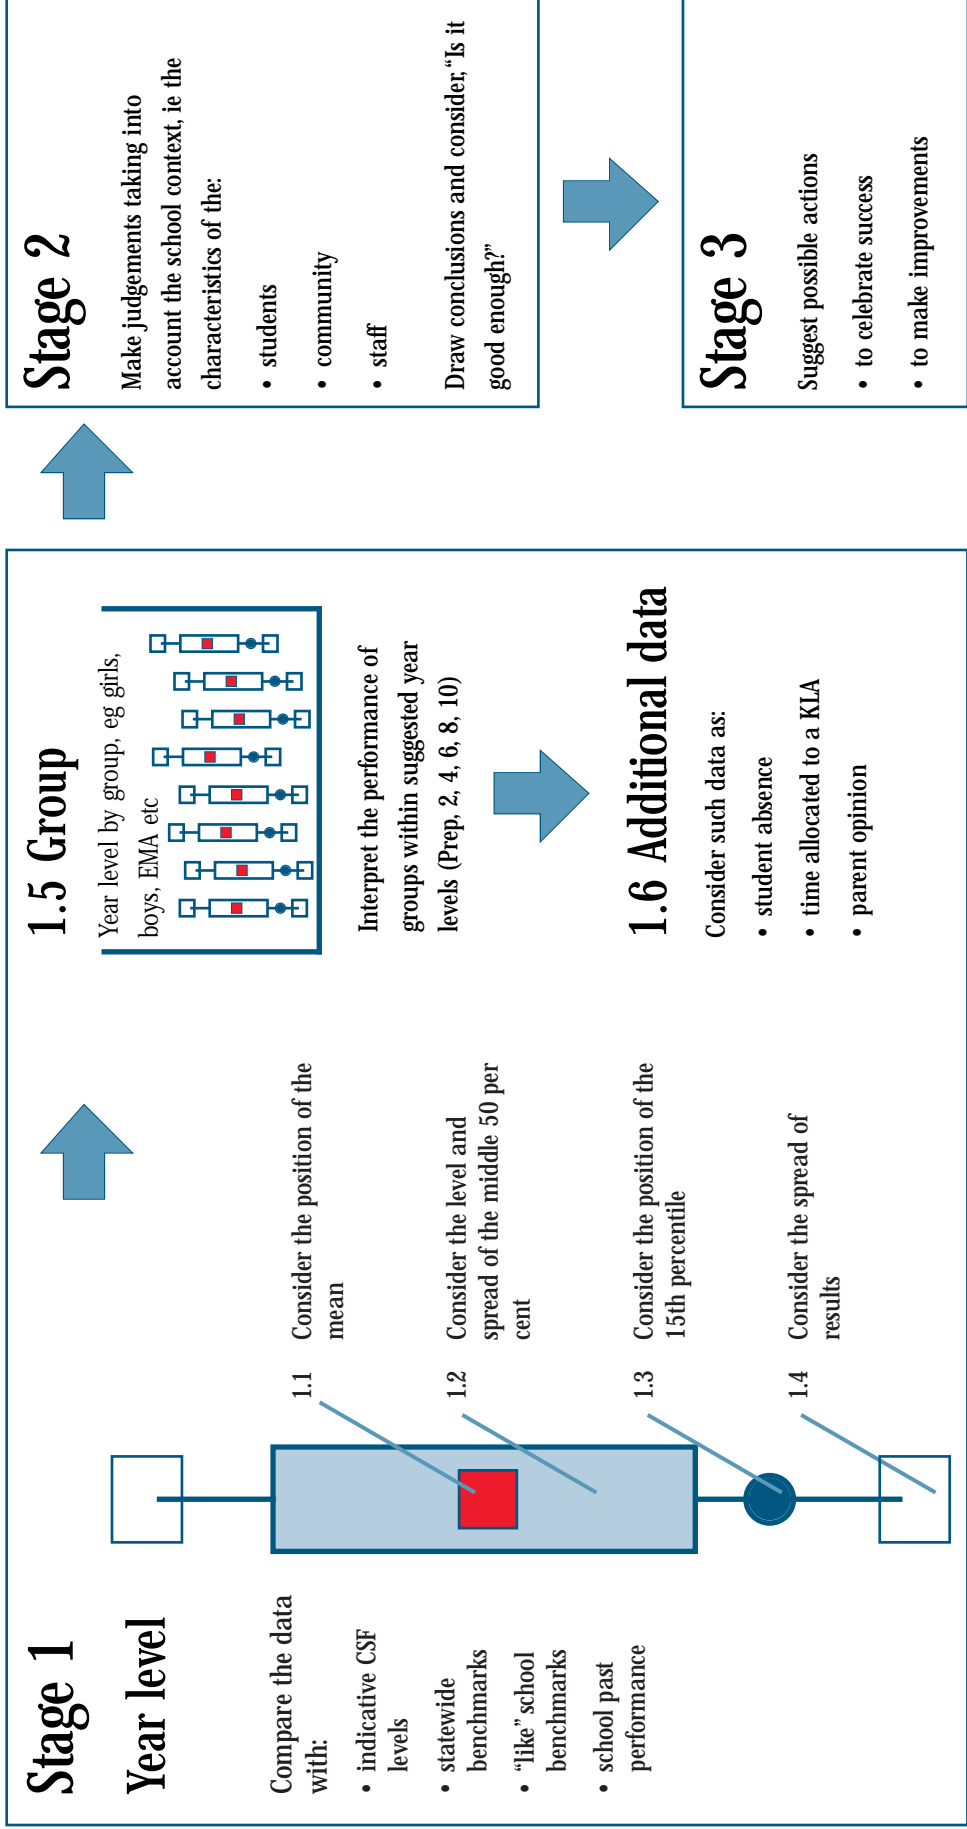 Stage 1
Year level
Compare the data
with:
• indicative CSF
levels
• statewide
benchmarks
• “like” school
benchmarks
• school past
performance
1.1 Consider the position of the
mean
1.2 Consider the level and
spread of the middle 50 per
cent
1.3 Consider the position of the
15th percentile
1.4 Consider the spread of
results
1.5 Group
Year level by group, eg girls,
boys, EMA etc
Interpret the performance of
groups within suggested year
levels (Prep, 2, 4, 6, 8, 10)
1.6 Additional data
Consider such data as:
• student absence
• time allocated to a KLA
• parent opinion
Stage 2
Make judgements taking into
account the school context, ie the
characteristics of the:
• students
• community
• staff
Draw conclusions and consider, “Is it
good enough?”
Stage 3
Suggest possible actions
• to celebrate success
• to make improvements